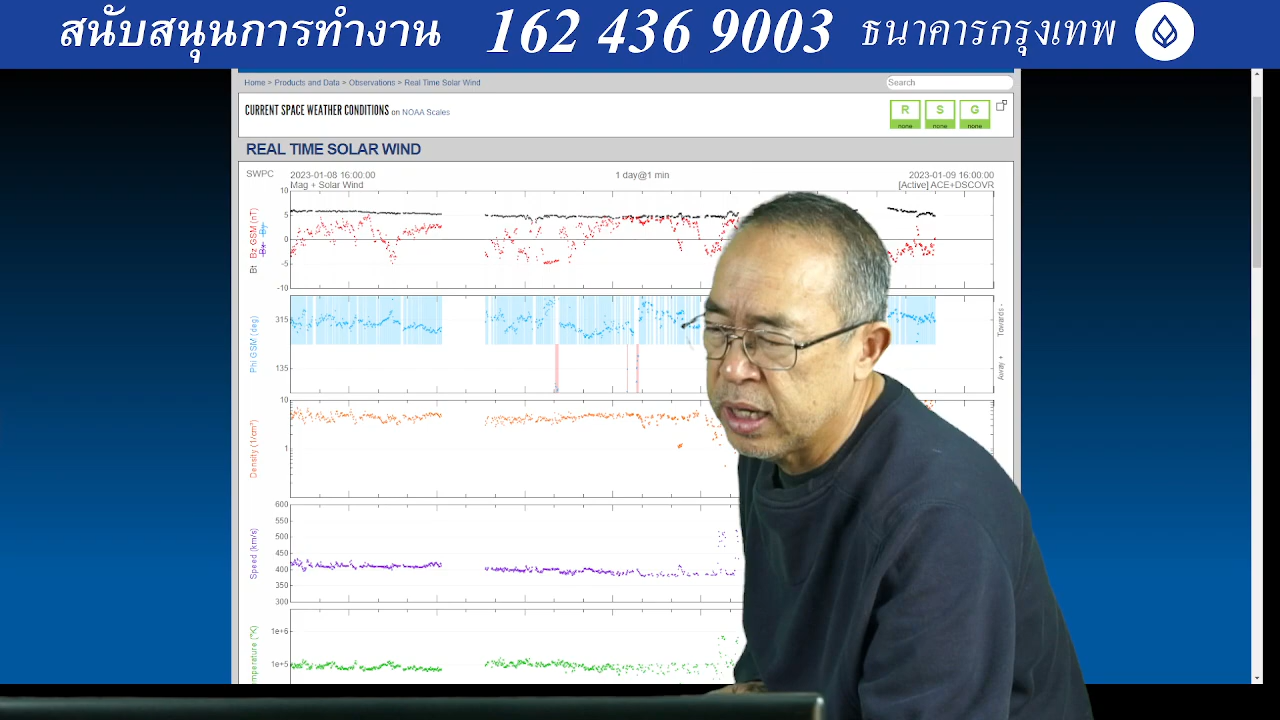 สนับสนุนการทำงาน 162 436 9003 ธนาคารกรุงเทพ
Home > Products and Data > Observations > Real Time Solar Wind
Search
CURRENT SPACE WEATHER CONDITIONS on NOAA Scales
R S G
none none none
REAL TIME SOLAR WIND
SWPC 2023-01-08 16:00:00 1 day@1 min 2023-01-09 16:00:00
Mag + Solar Wind [Active] ACE+DSCOVR
Bt Bz GSM (nT)
Bx By
10
5
0
-5
-10
Phi GSM (deg)
315
135
Towards -
Away +
Density (1/cm³)
10
1
Speed (km/s)
600
550
500
450
400
350
300
mperature (°K)
1e+6
1e+5